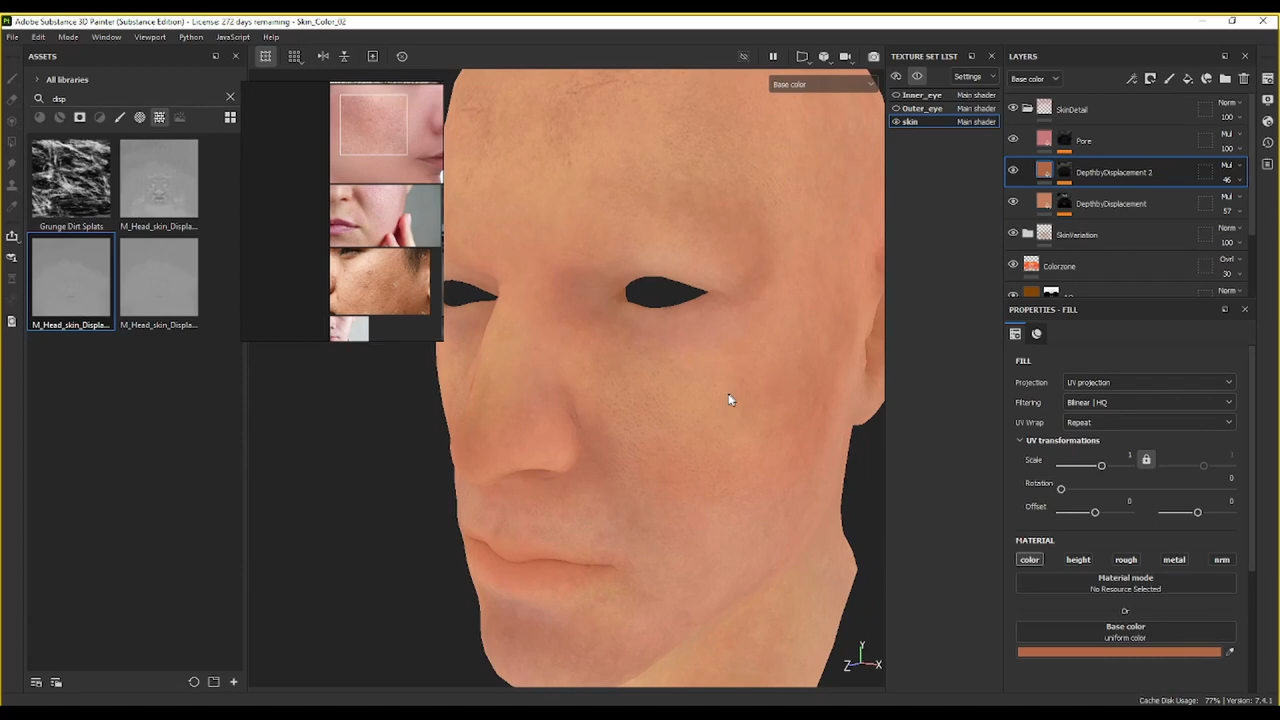 Adobe Substance 3D Painter (Substance Edition) - License: 272 days remaining - Skin_Color_02
File Edit Mode Window Viewport Python JavaScript Help
ASSETS
All libraries
disp
Grunge Dirt Splats
M_Head_skin_Displa...
M_Head_skin_Displa...
M_Head_skin_Displa...
Base color
Y
Z X
TEXTURE SET LIST
Settings
Inner_eye Main shader
Outer_eye Main shader
skin Main shader
LAYERS
Base color
SkinDetail Norm 100
Pore Mul 100
DepthbyDisplacement 2 Mul 46
DepthbyDisplacement Mul 57
SkinVariation Norm 100
Colorzone Ovrl 30
Norm
PROPERTIES - FILL
FILL
Projection UV projection
Filtering Bilinear | HQ
UV Wrap Repeat
UV transformations
Scale 1 1
Rotation 0
Offset 0 0
MATERIAL
color height rough metal nrm
Material mode
No Resource Selected
Or
Base color
uniform color
Cache Disk Usage: 77% | Version: 7.4.1